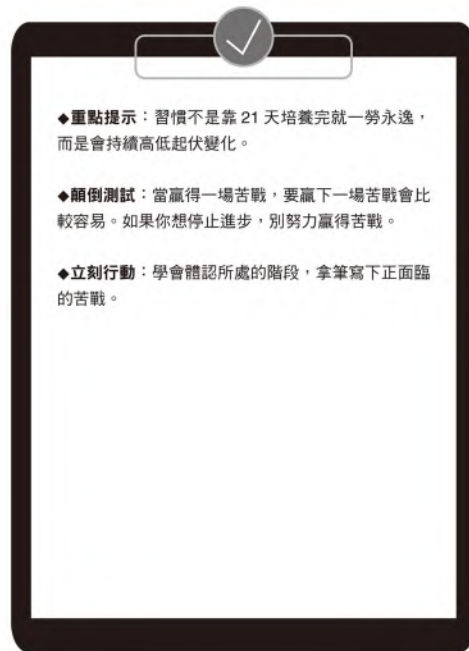 ◆重點提示：習慣不是靠 21 天培養完就一勞永逸，
而是會持續高低起伏變化。
◆顛倒測試：當贏得一場苦戰，要贏下一場苦戰會比
較容易。如果你想停止進步，別努力贏得苦戰。
◆立刻行動：學會體認所處的階段，拿筆寫下正面臨
的苦戰。